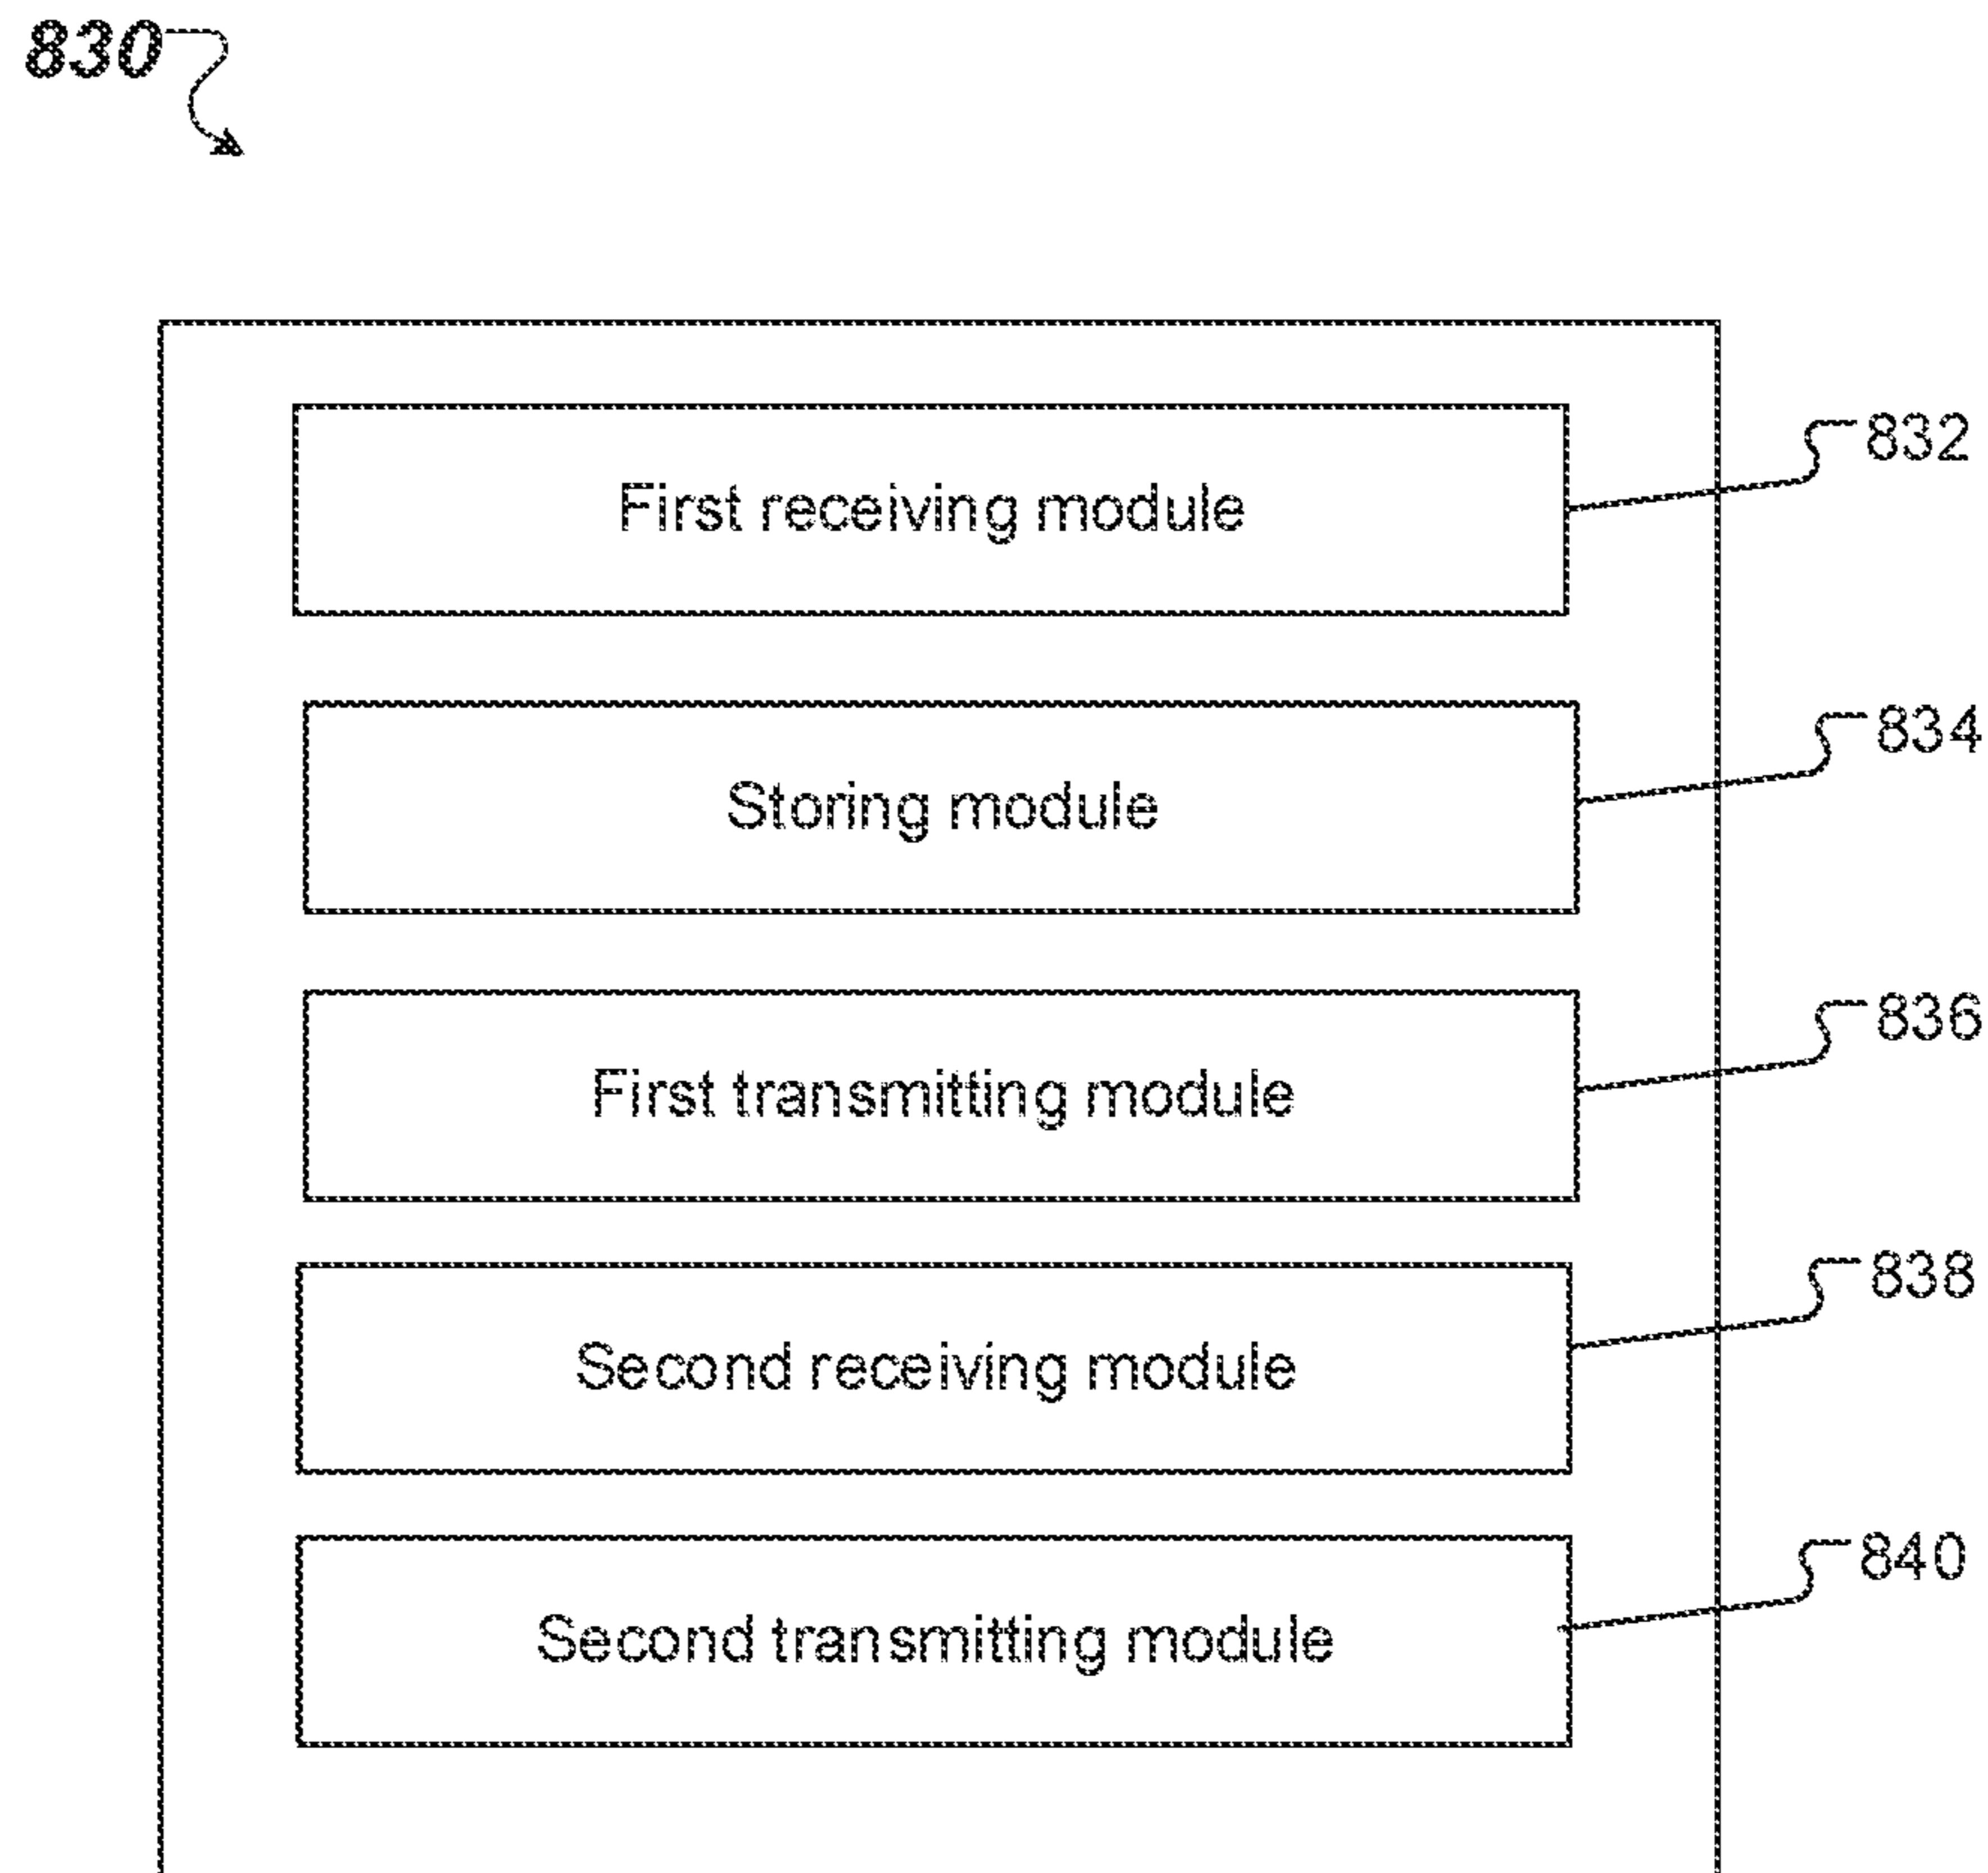 830
First receiving module
832
Storing module
834
First transmitting module
836
Second receiving module
838
Second transmitting module
840